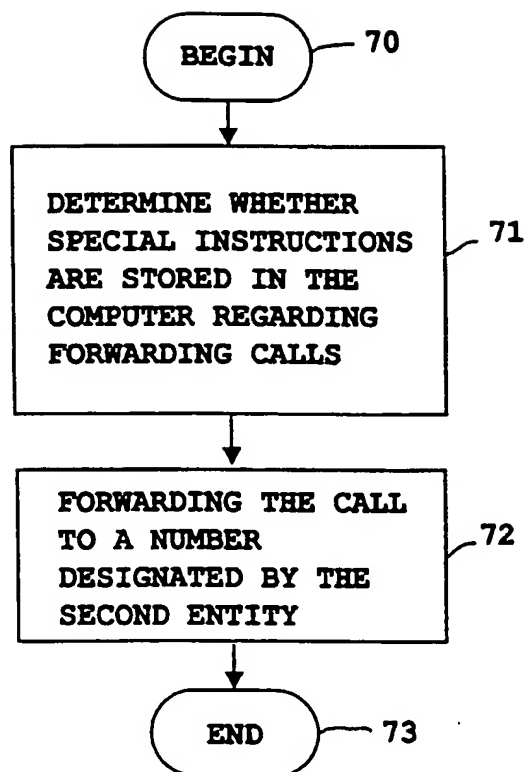 BEGIN
70
DETERMINE WHETHER
SPECIAL INSTRUCTIONS
ARE STORED IN THE
COMPUTER REGARDING
FORWARDING CALLS
71
FORWARDING THE CALL
TO A NUMBER
DESIGNATED BY THE
SECOND ENTITY
72
END
73